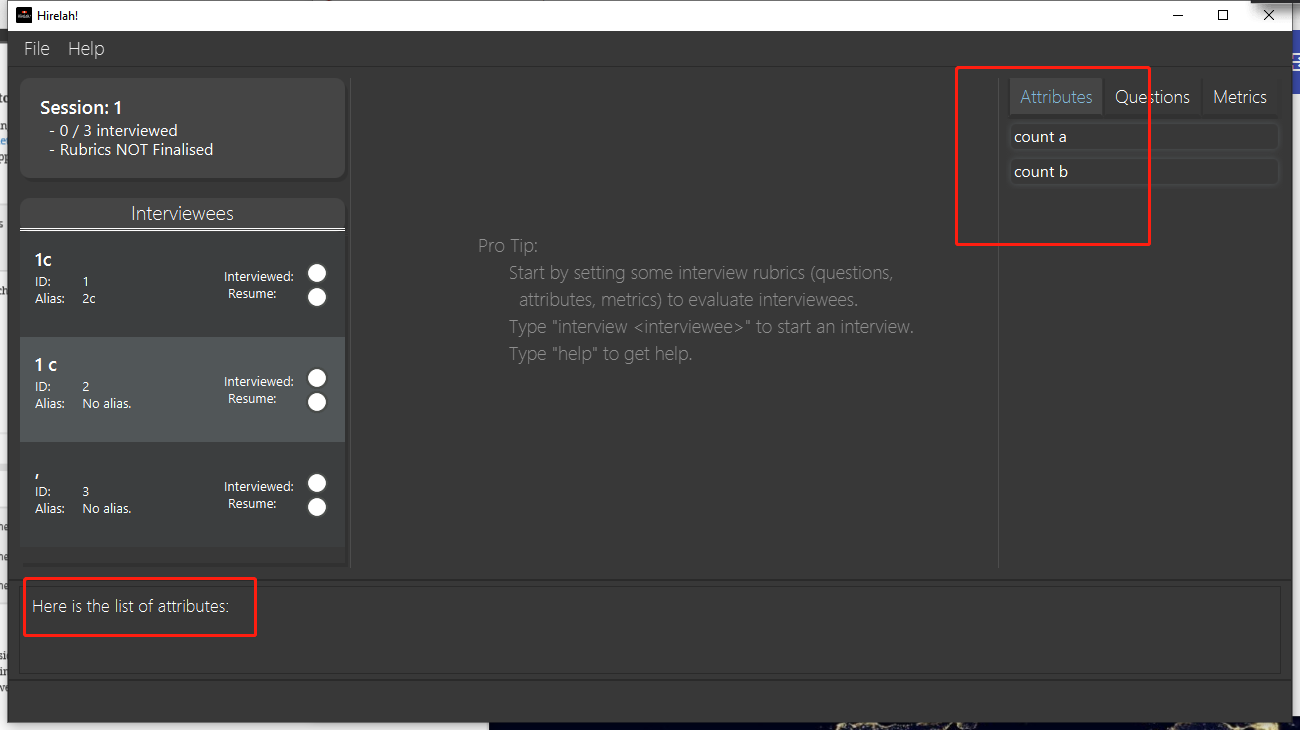 Hirelah!
File Help
Session: 1
- 0 / 3 interviewed
- Rubrics NOT Finalised
Interviewees
1c
ID: 1
Alias: 2c
Interviewed:
Resume:
1 c
ID: 2
Alias: No alias.
Interviewed:
Resume:
,
ID: 3
Alias: No alias.
Interviewed:
Resume:
Pro Tip:
Start by setting some interview rubrics (questions,
attributes, metrics) to evaluate interviewees.
Type "interview <interviewee>" to start an interview.
Type "help" to get help.
Attributes Questions Metrics
count a
count b
Here is the list of attributes: